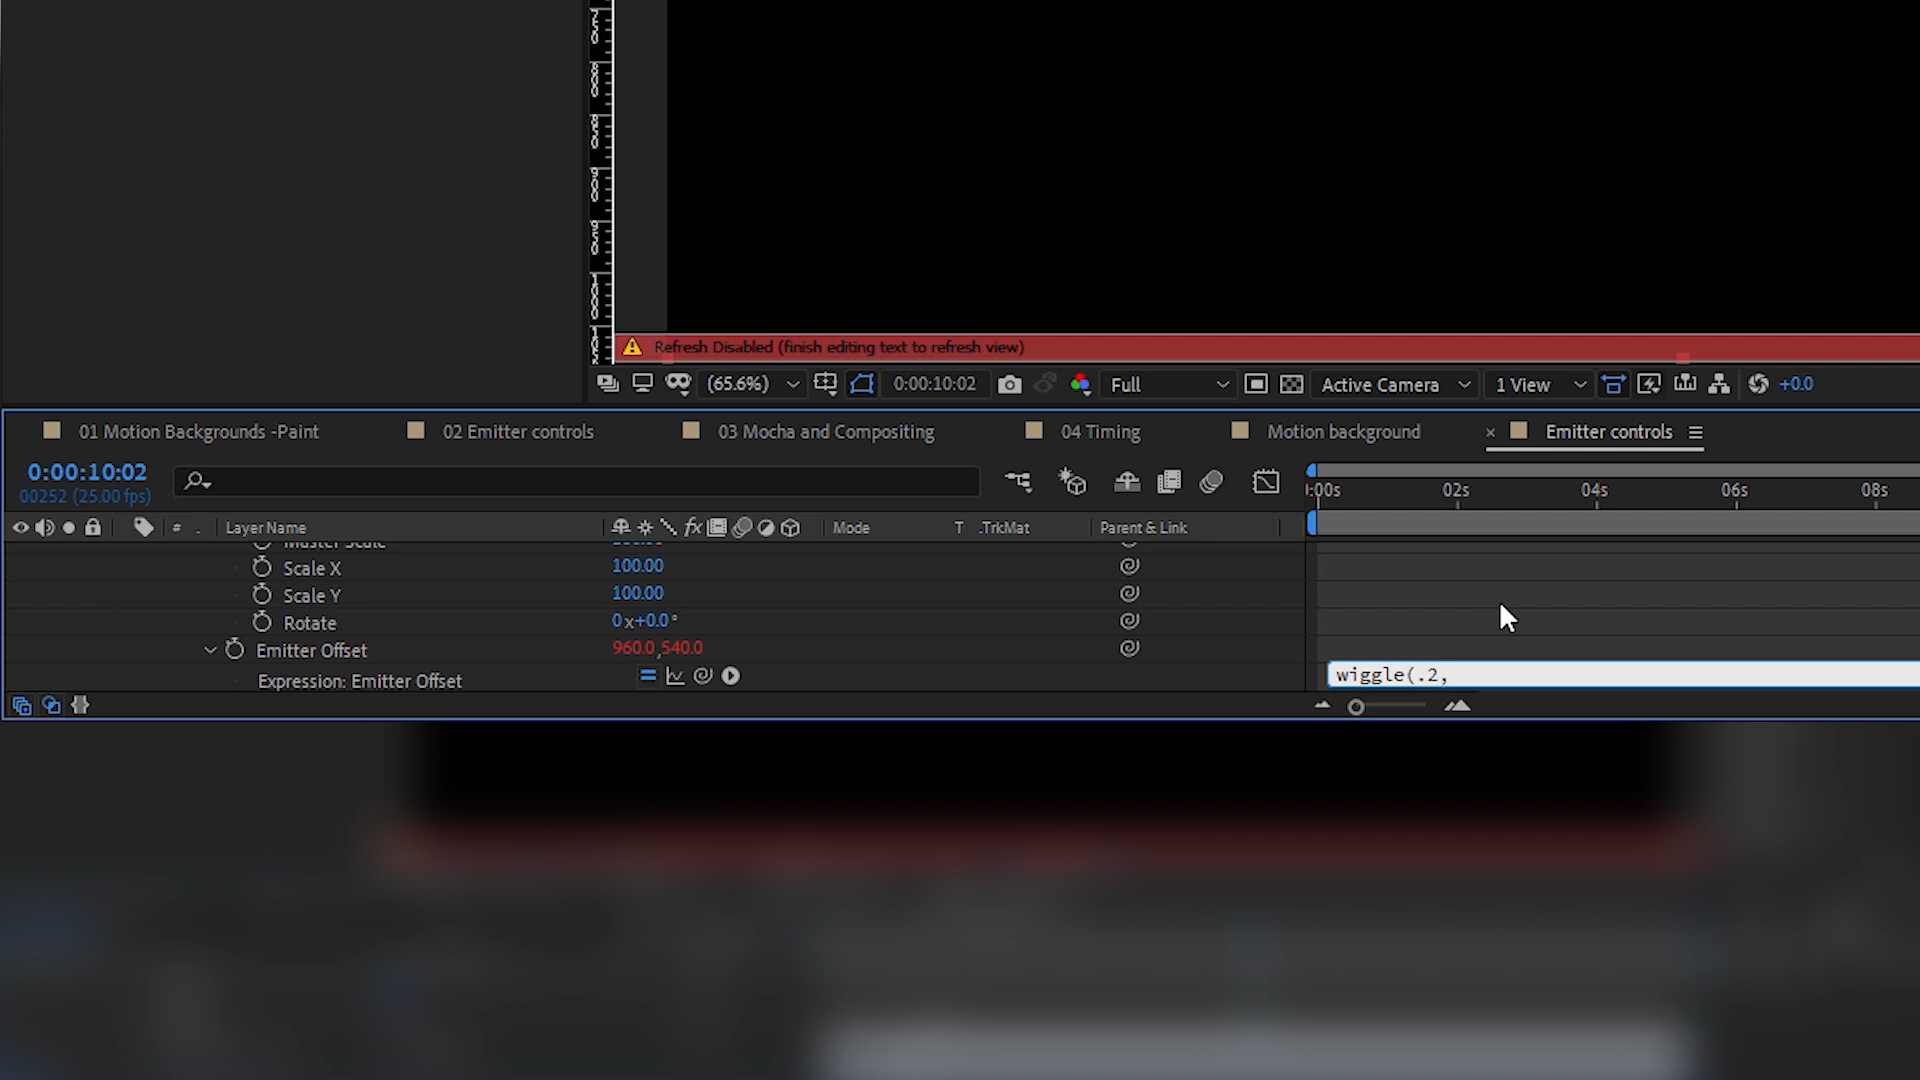 Refresh Disabled (finish editing text to refresh view)
(65.6%) 0:00:10:02 Full Active Camera 1 View +0.0
01 Motion Backgrounds -Paint 02 Emitter controls 03 Mocha and Compositing 04 Timing Motion background × Emitter controls
0:00:10:02
00252 (25.00 fps)
:00s 02s 04s 06s 08s
# . Layer Name fx Mode T .TrkMat Parent & Link
Master Scale
Scale X 100.00
Scale Y 100.00
Rotate 0x+0.0°
Emitter Offset 960.0,540.0
Expression: Emitter Offset wiggle(.2,